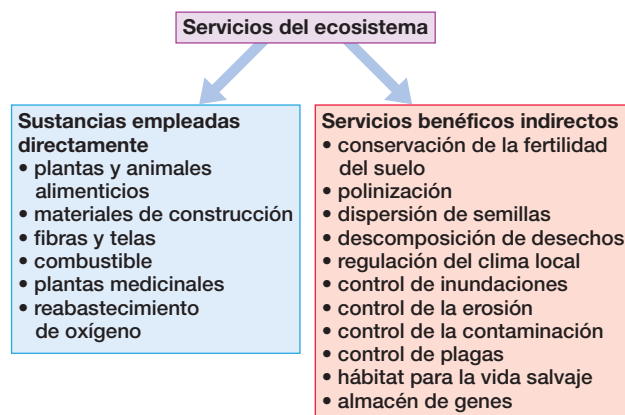 Servicios del ecosistema
Sustancias empleadas
directamente
• plantas y animales
alimenticios
• materiales de construcción
• fibras y telas
• combustible
• plantas medicinales
• reabastecimiento
de oxígeno
Servicios benéficos indirectos
• conservación de la fertilidad
del suelo
• polinización
• dispersión de semillas
• descomposición de desechos
• regulación del clima local
• control de inundaciones
• control de la erosión
• control de la contaminación
• control de plagas
• hábitat para la vida salvaje
• almacén de genes